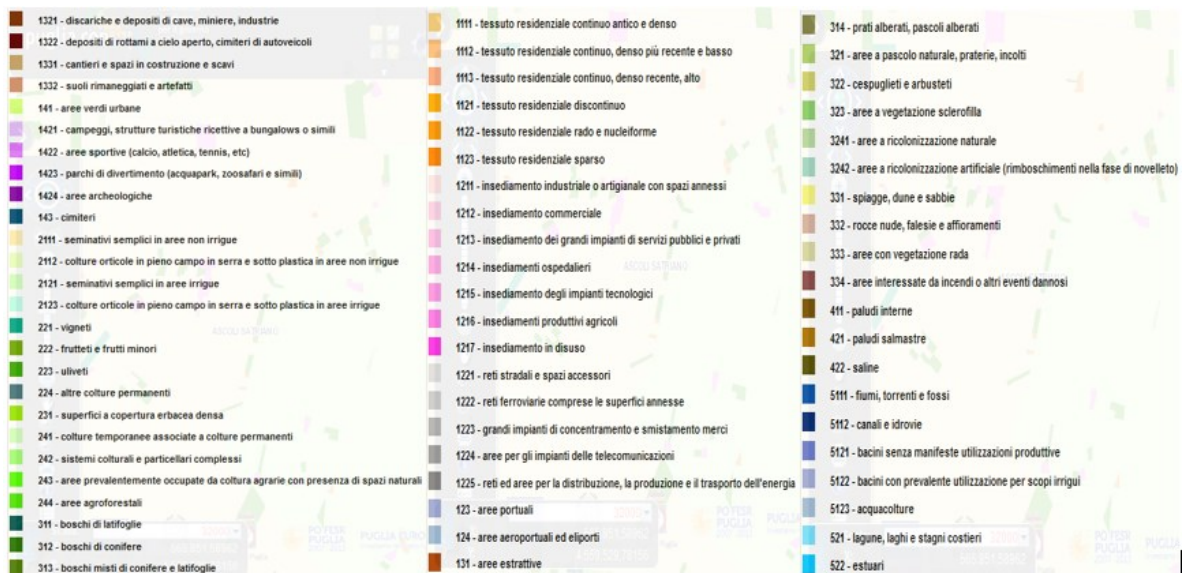 1321 - discariche e depositi di cave, miniere, industrie
1322 - depositi di rottami a cielo aperto, cimiteri di autoveicoli
1331 - cantieri e spazi in costruzione e scavi
1332 - suoli rimaneggiati e artefatti
141 - aree verdi urbane
1421 - campeggi, strutture turistiche ricettive a bungalows o simili
1422 - aree sportive (calcio, atletica, tennis, etc)
1423 - parchi di divertimento (acquapark, zoosafari e simili)
1424 - aree archeologiche
143 - cimiteri
2111 - seminativi semplici in aree non irrigue
2112 - colture orticole in pieno campo in serra e sotto plastica in aree non irrigue
2121 - seminativi semplici in aree irrigue
2123 - colture orticole in pieno campo in serra e sotto plastica in aree irrigue
221 - vigneti
222 - frutteti e frutti minori
223 - uliveti
224 - altre colture permanenti
231 - superfici a copertura erbacea densa
241 - colture temporanee associate a colture permanenti
242 - sistemi colturali e particellari complessi
243 - aree prevalentemente occupate da coltura agrarie con presenza di spazi naturali
244 - aree agroforestali
311 - boschi di latifoglie
312 - boschi di conifere
313 - boschi misti di conifere e latifoglie
1111 - tessuto residenziale continuo antico e denso
1112 - tessuto residenziale continuo, denso più recente e basso
1113 - tessuto residenziale continuo, denso recente, alto
1121 - tessuto residenziale discontinuo
1122 - tessuto residenziale rado e nucleiforme
1123 - tessuto residenziale sparso
1211 - insediamento industriale o artigianale con spazi annessi
1212 - insediamento commerciale
1213 - insediamento dei grandi impianti di servizi pubblici e privati
1214 - insediamenti ospedalieri
1215 - insediamento degli impianti tecnologici
1216 - insediamenti produttivi agricoli
1217 - insediamento in disuso
1221 - reti stradali e spazi accessori
1222 - reti ferroviarie comprese le superfici annesse
1223 - grandi impianti di concentramento e smistamento merci
1224 - aree per gli impianti delle telecomunicazioni
1225 - reti ed aree per la distribuzione, la produzione e il trasporto dell'energia
123 - aree portuali
124 - aree aeroportuali ed eliporti
131 - aree estrattive
314 - prati alberati, pascoli alberati
321 - aree a pascolo naturale, praterie, incolti
322 - cespuglieti e arbusteti
323 - aree a vegetazione sclerofilla
3241 - aree a ricolonizzazione naturale
3242 - aree a ricolonizzazione artificiale (rimboschimenti nella fase di novelleto)
331 - spiagge, dune e sabbie
332 - rocce nude, falesie e affioramenti
333 - aree con vegetazione rada
334 - aree interessate da incendi o altri eventi dannosi
411 - paludi interne
421 - paludi salmastre
422 - saline
5111 - fiumi, torrenti e fossi
5112 - canali e idrovie
5121 - bacini senza manifeste utilizzazioni produttive
5122 - bacini con prevalente utilizzazione per scopi irrigui
5123 - acquacolture
521 - lagune, laghi e stagni costieri
522 - estuari
ASCOLI SATRIANO
ASCOLI SATRIANO
PO FESR
PUGLIA